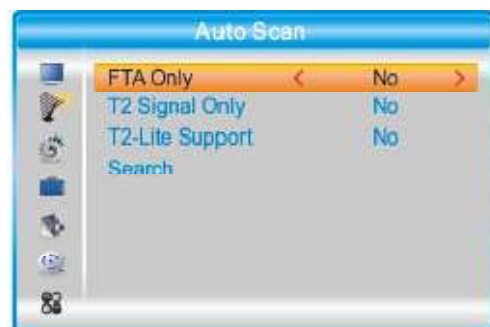 Auto Scan
FTA Only < No >
T2 Signal Only No
T2-Lite Support No
Search